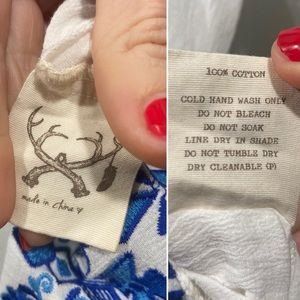 made in China
100% COTTON
COLD HAND WASH ONLY
DO NOT BLEACH
DO NOT SOAK
LINE DRY IN SHADE
DO NOT TUMBLE DRY
DRY CLEANABLE (P)